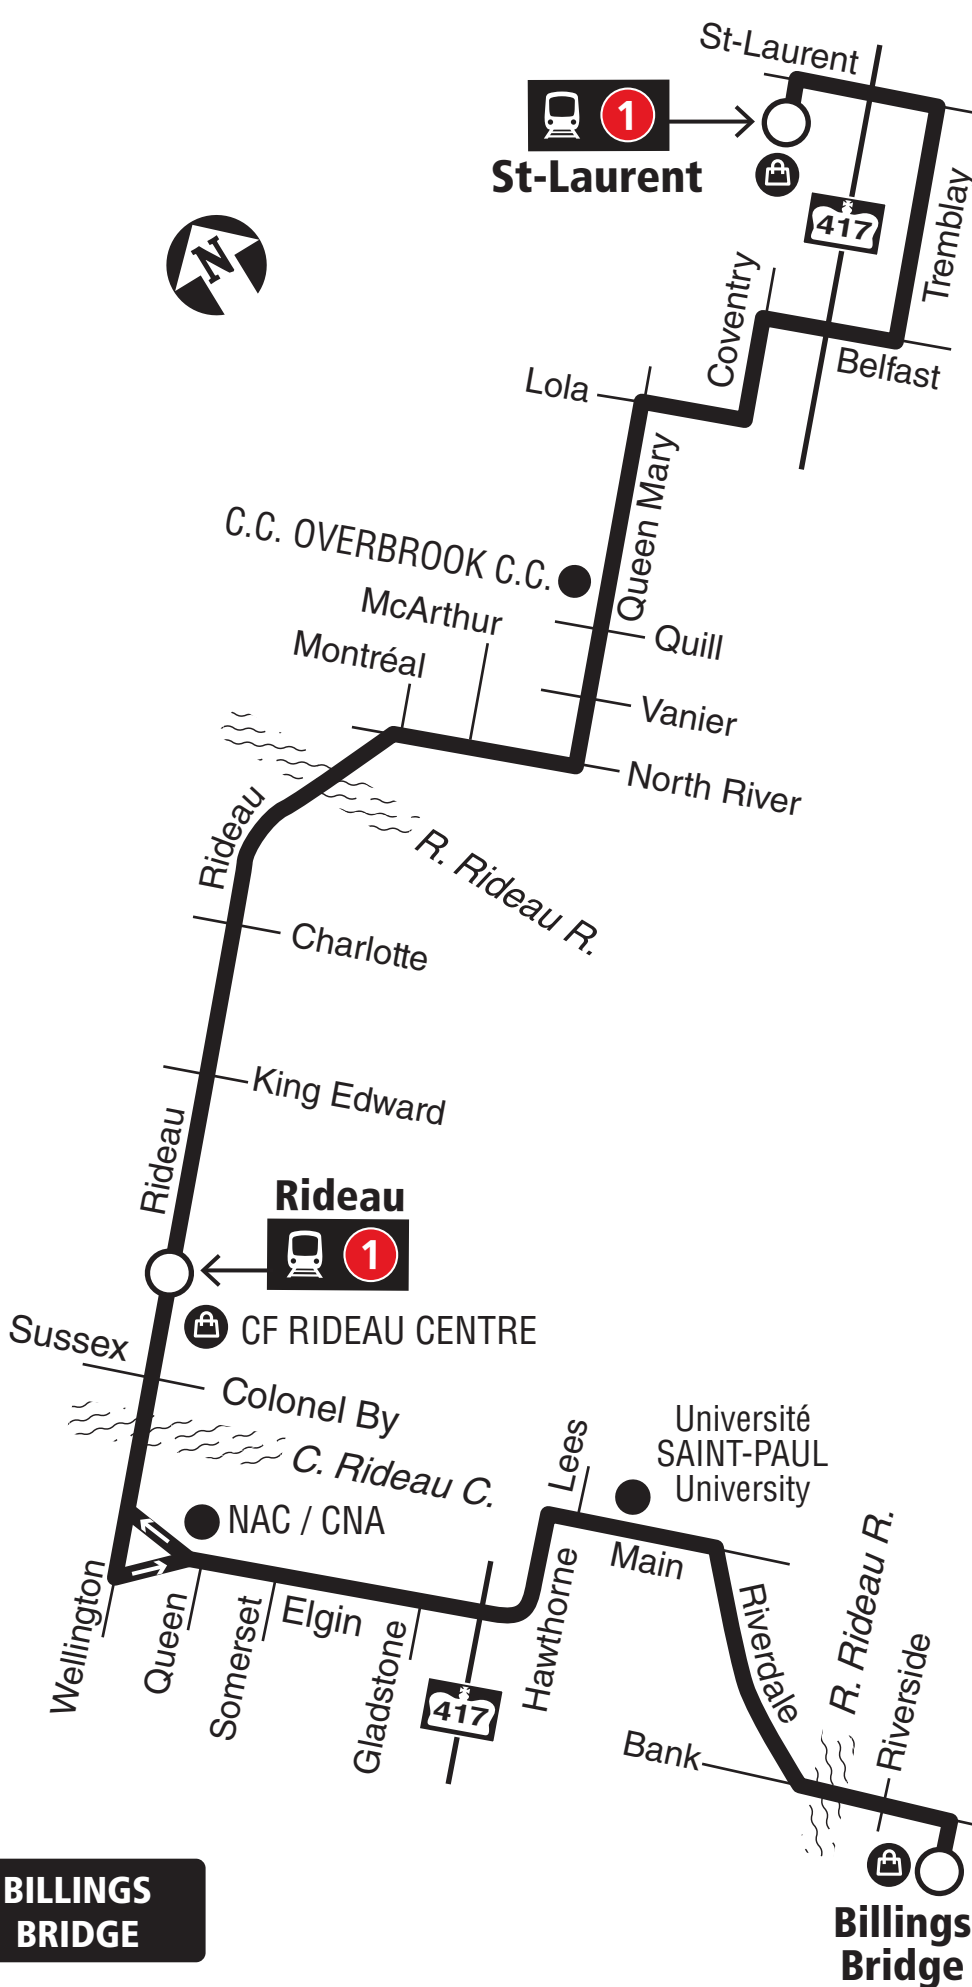 St-Laurent
1
St-Laurent
417
Tremblay
N
Coventry
Belfast
Lola
Queen Mary
C.C. OVERBROOK C.C.
McArthur
Quill
Montréal
Vanier
North River
Rideau
R. Rideau R.
Charlotte
King Edward
Rideau
Rideau
1
CF RIDEAU CENTRE
Sussex
Colonel By
C. Rideau C.
Lees
Université
SAINT-PAUL
University
NAC / CNA
Main
R. Rideau R.
Wellington
Queen
Somerset
Elgin
Gladstone
Hawthorne
Riverdale
Riverside
417
Bank
BILLINGS
BRIDGE
Billings
Bridge